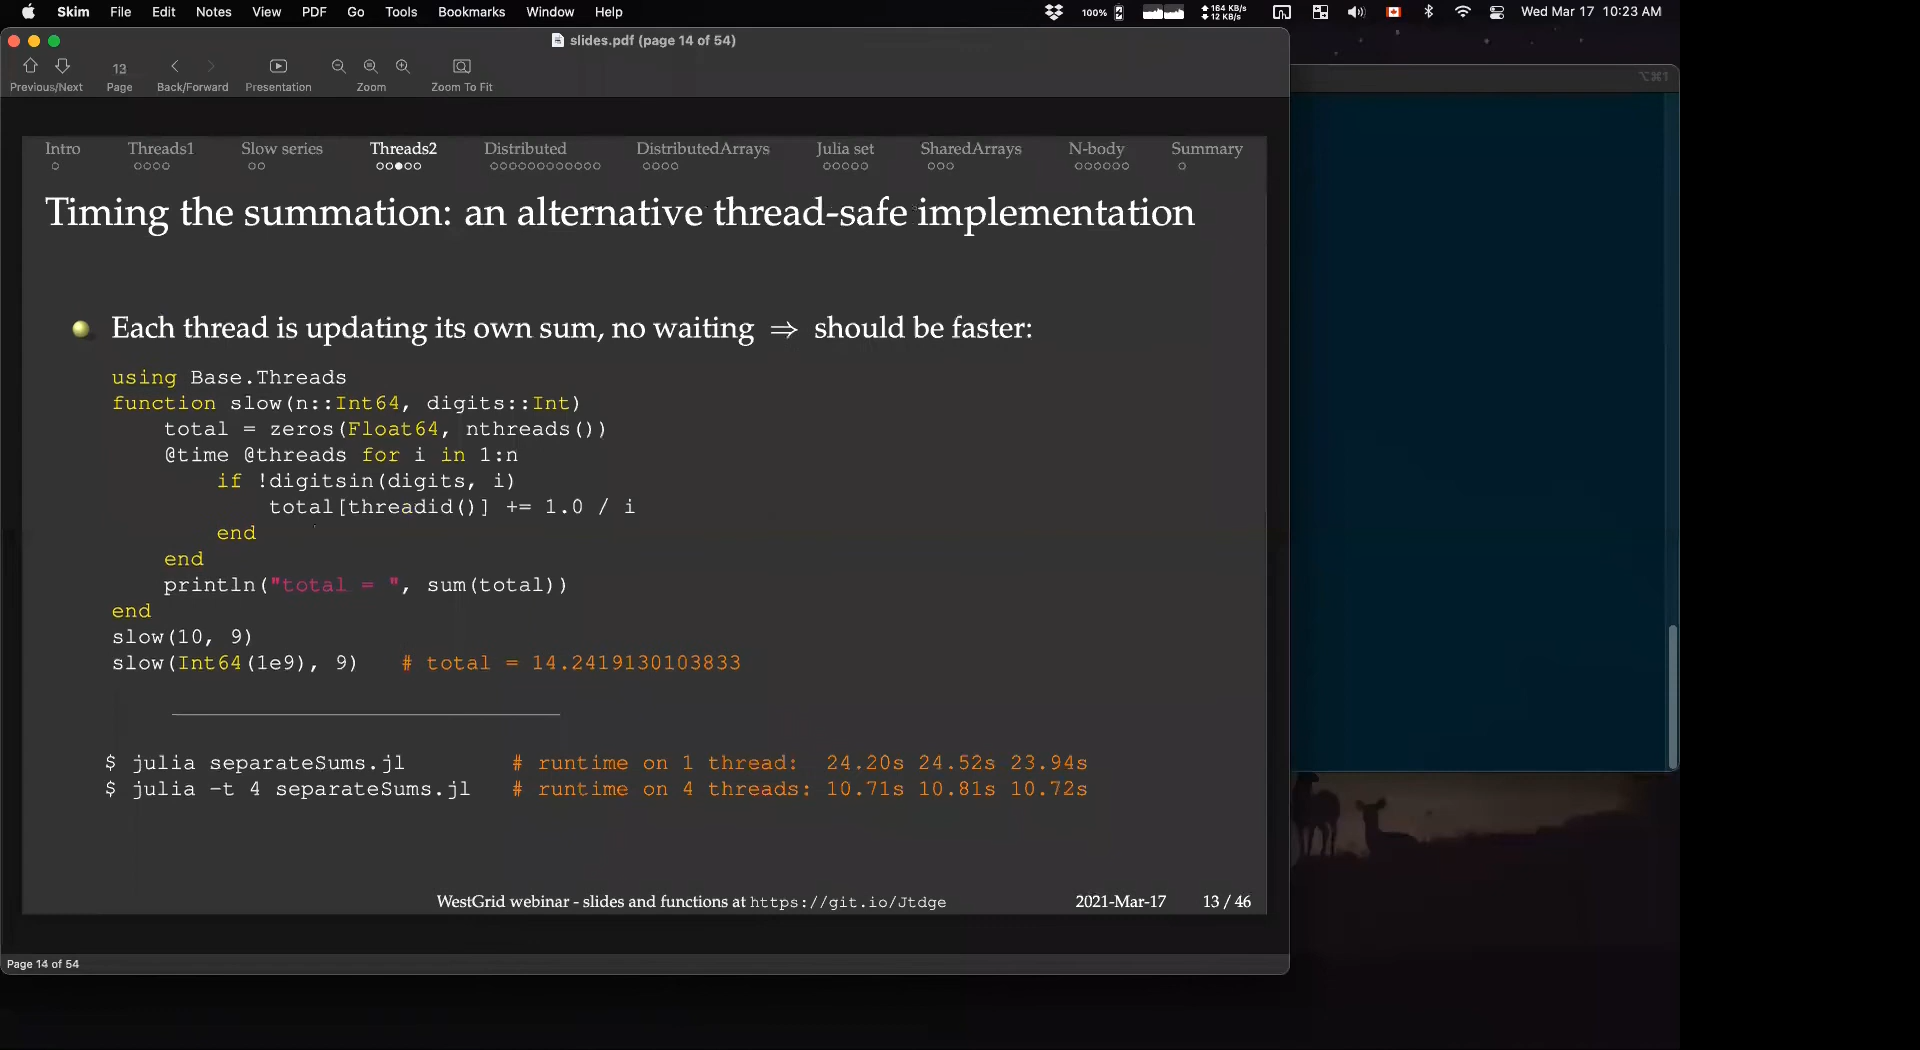 Skim File Edit Notes View PDF Go Tools Bookmarks Window Help 100% 164 KB/s 12 KB/s Wed Mar 17 10:23 AM
slides.pdf (page 14 of 54)
13
Previous/Next Page Back/Forward Presentation Zoom Zoom To Fit
⌥⌘1
Intro Threads1 Slow series Threads2 Distributed DistributedArrays Julia set SharedArrays N-body Summary
Timing the summation: an alternative thread-safe implementation
Each thread is updating its own sum, no waiting ⇒ should be faster:
using Base.Threads
function slow(n::Int64, digits::Int)
    total = zeros(Float64, nthreads())
    @time @threads for i in 1:n
        if !digitsin(digits, i)
            total[threadid()] += 1.0 / i
        end
    end
    println("total = ", sum(total))
end
slow(10, 9)
slow(Int64(1e9), 9)   # total = 14.2419130103833
$ julia separateSums.jl # runtime on 1 thread: 24.20s 24.52s 23.94s
$ julia -t 4 separateSums.jl # runtime on 4 threads: 10.71s 10.81s 10.72s
WestGrid webinar - slides and functions at https://git.io/Jtdge 2021-Mar-17 13 / 46
Page 14 of 54